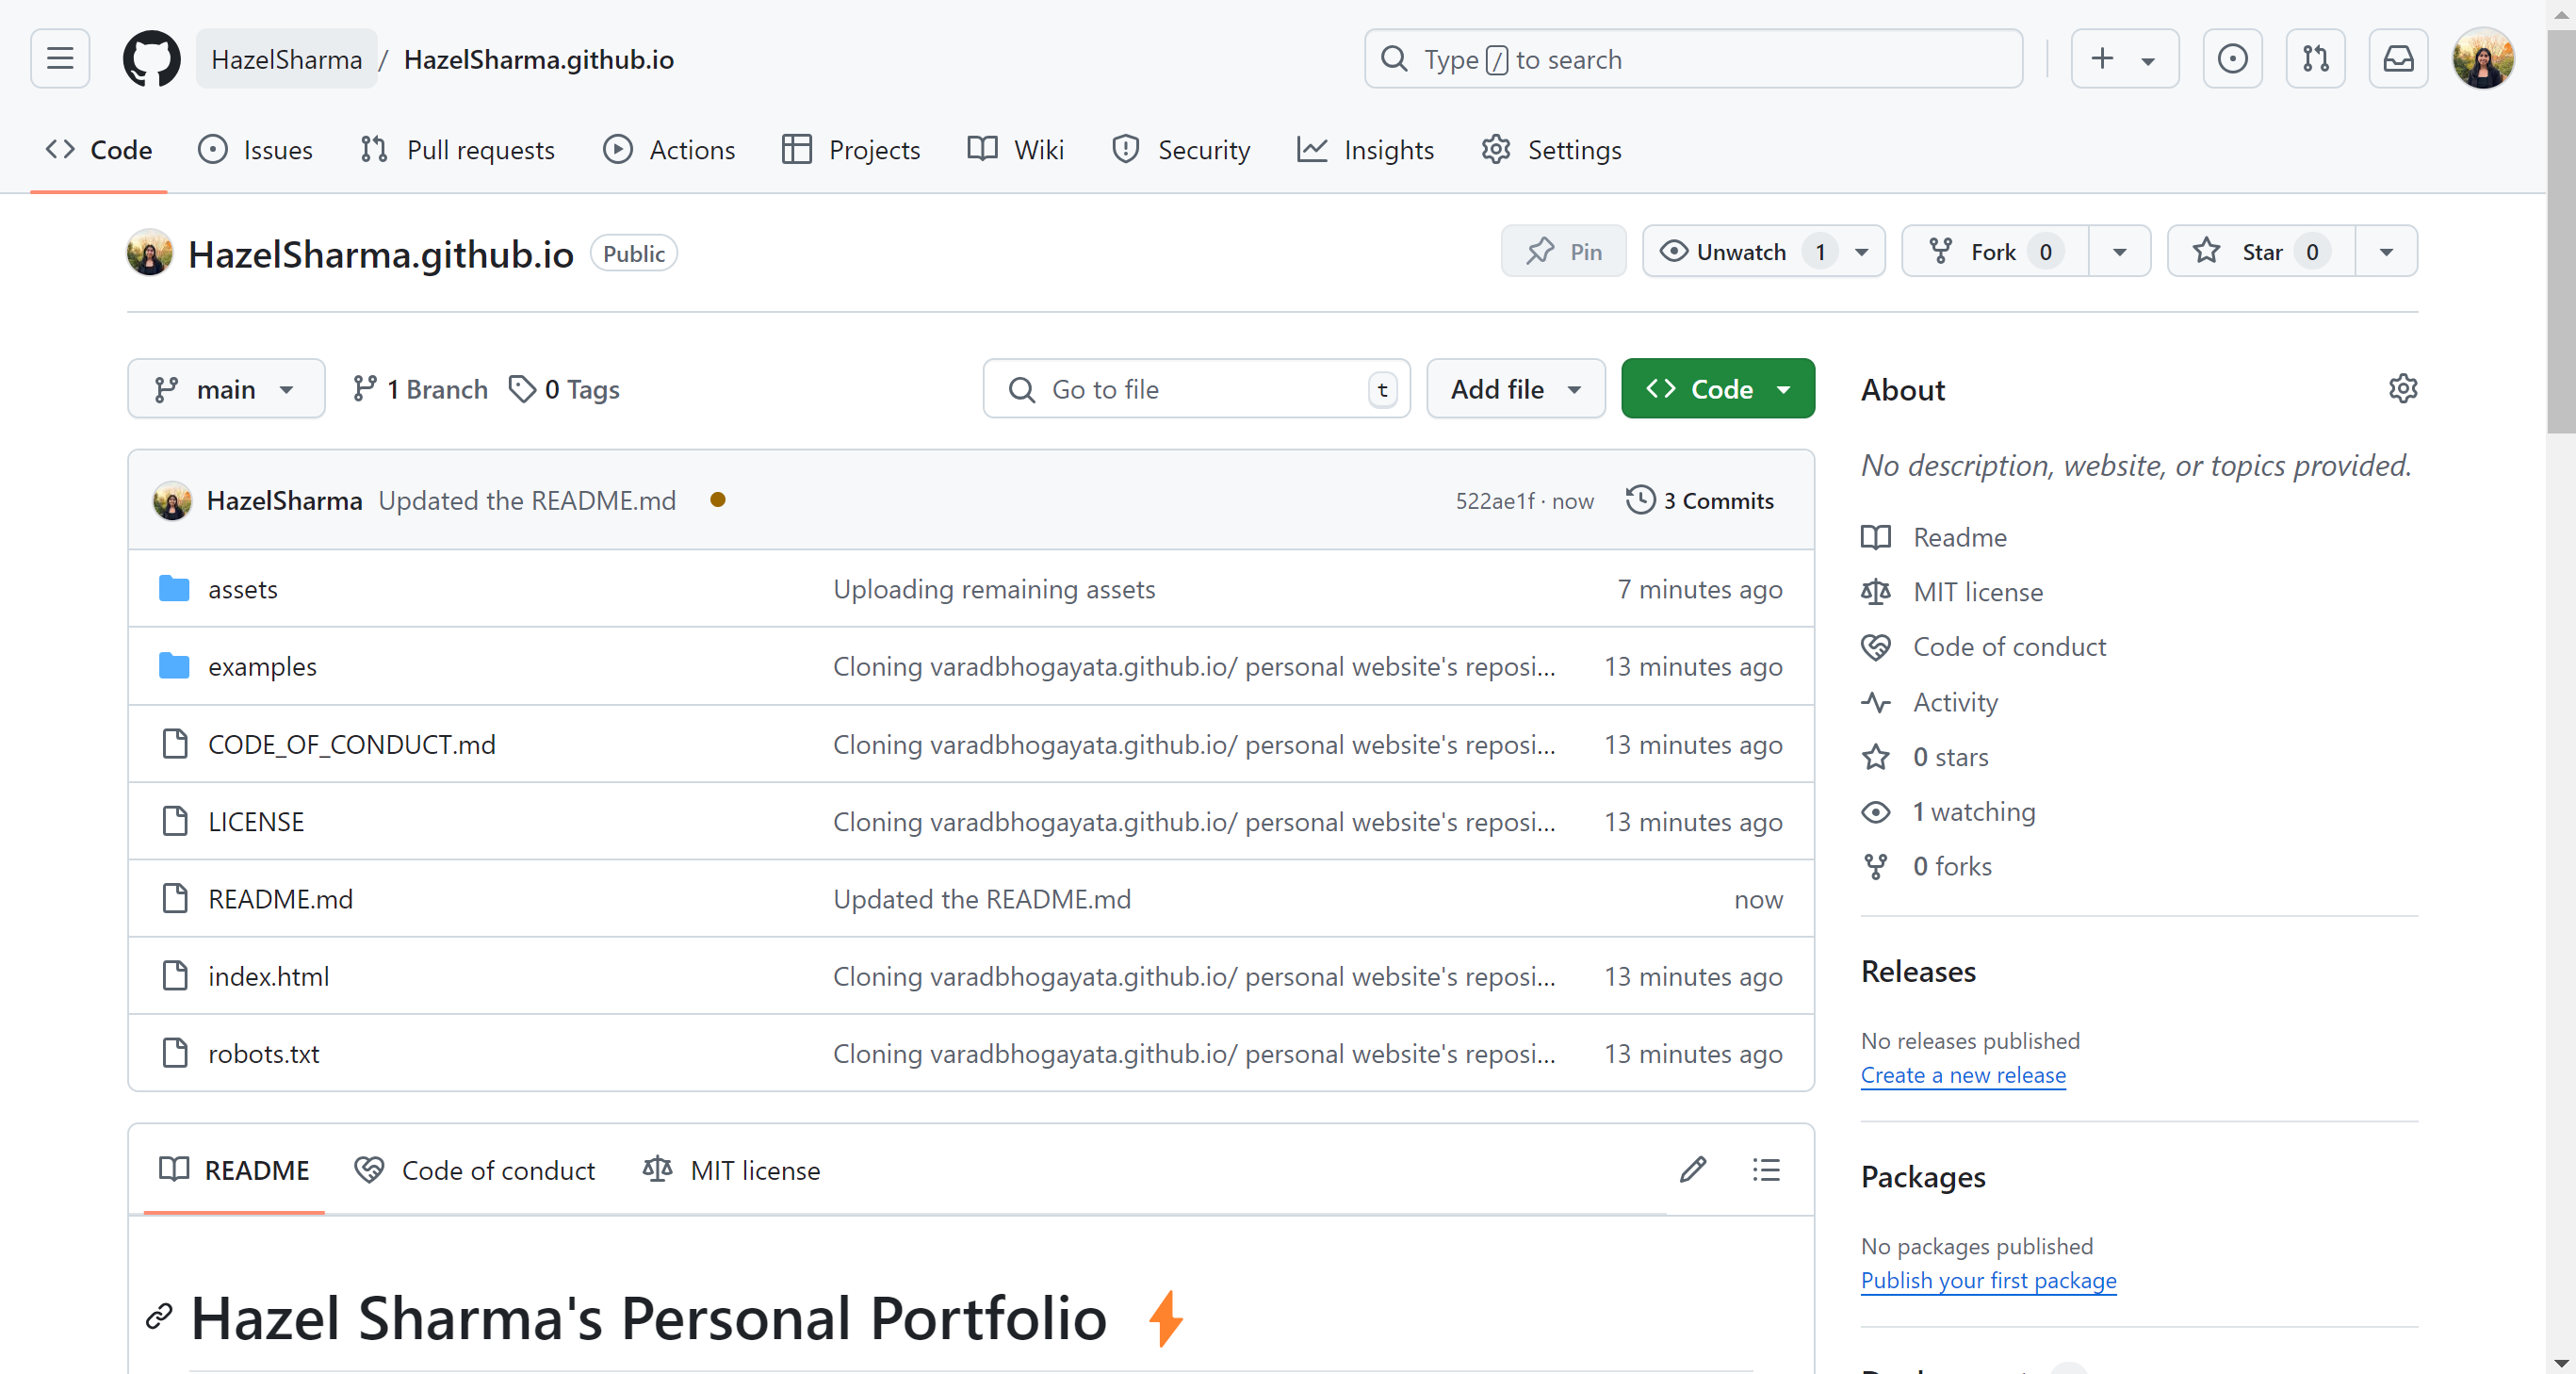 HazelSharma / HazelSharma.github.io
Type / to search
Code Issues Pull requests Actions Projects Wiki Security Insights Settings
HazelSharma.github.io Public
Pin Unwatch 1 Fork 0 Star 0
main 1 Branch 0 Tags
Go to file t Add file Code
HazelSharma Updated the README.md 522ae1f · now 3 Commits
assets Uploading remaining assets 7 minutes ago
examples Cloning varadbhogayata.github.io/ personal website's reposi... 13 minutes ago
CODE_OF_CONDUCT.md Cloning varadbhogayata.github.io/ personal website's reposi... 13 minutes ago
LICENSE Cloning varadbhogayata.github.io/ personal website's reposi... 13 minutes ago
README.md Updated the README.md now
index.html Cloning varadbhogayata.github.io/ personal website's reposi... 13 minutes ago
robots.txt Cloning varadbhogayata.github.io/ personal website's reposi... 13 minutes ago
README Code of conduct MIT license
Hazel Sharma's Personal Portfolio ⚡
About
No description, website, or topics provided.
Readme
MIT license
Code of conduct
Activity
0 stars
1 watching
0 forks
Releases
No releases published
Create a new release
Packages
No packages published
Publish your first package